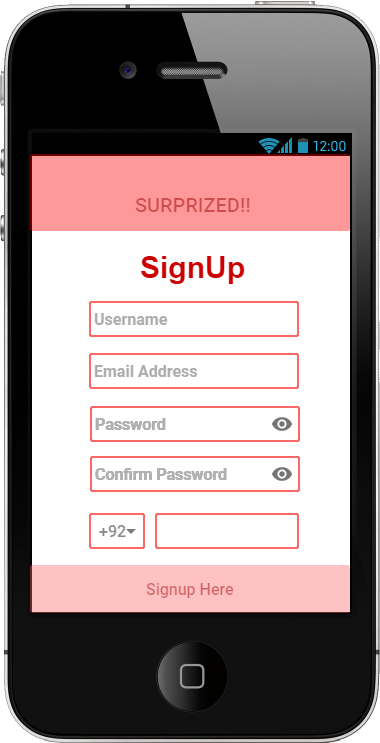 12:00
SURPRIZED!!
SignUp
Username
Email Address
Password
Confirm Password
+92
Signup Here